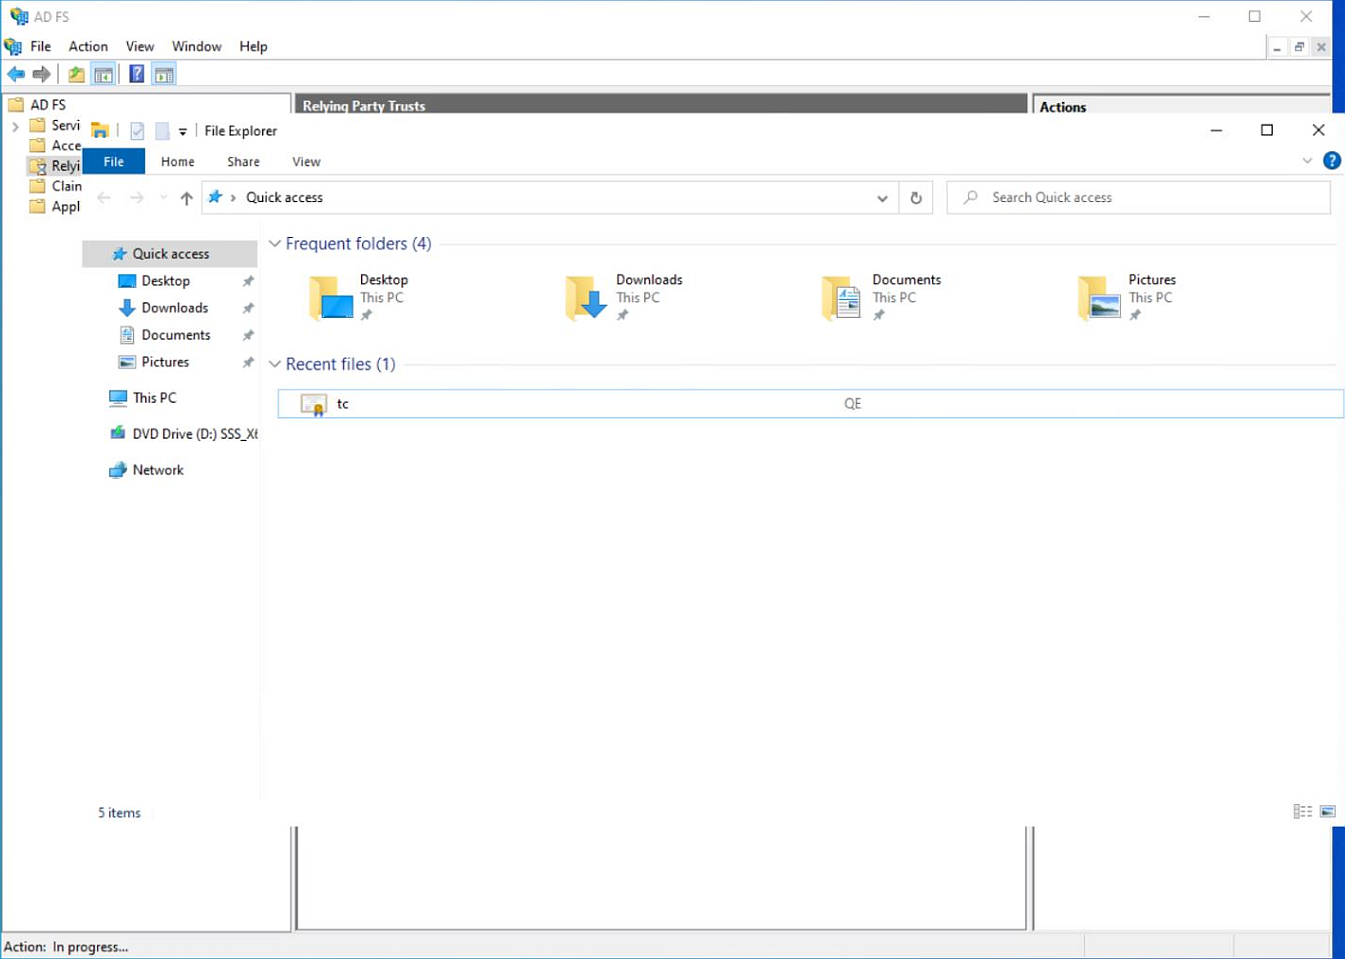 AD FS
File Action View Window Help
AD FS
Relying Party Trusts
Actions
Servi
Acce
Relyi
Clain
Appl
File Explorer
File Home Share View
Quick access
Search Quick access
Quick access
Desktop
Downloads
Documents
Pictures
This PC
DVD Drive (D:) SSS_X6
Network
Frequent folders (4)
Desktop
This PC
Downloads
This PC
Documents
This PC
Pictures
This PC
Recent files (1)
tc QE
5 items
Action: In progress...